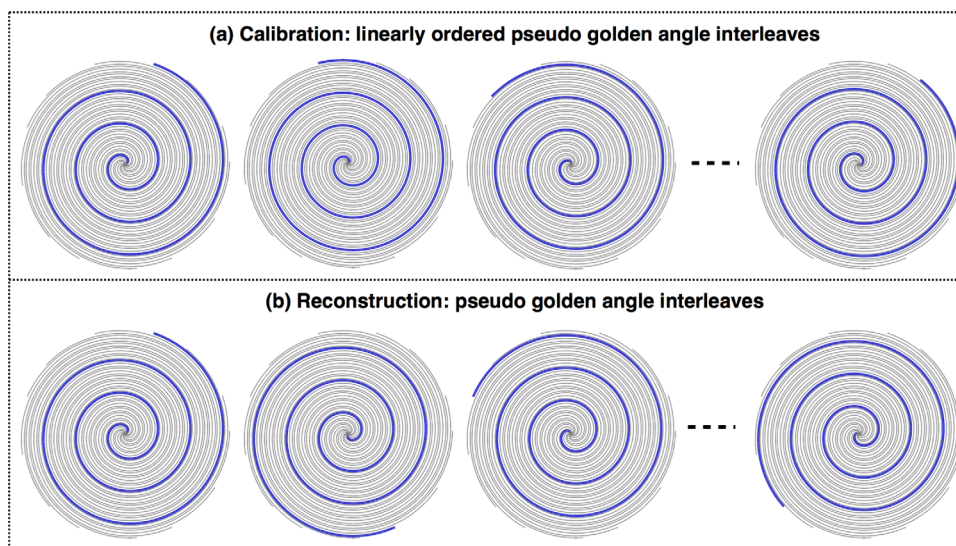 (a) Calibration: linearly ordered pseudo golden angle interleaves
(b) Reconstruction: pseudo golden angle interleaves